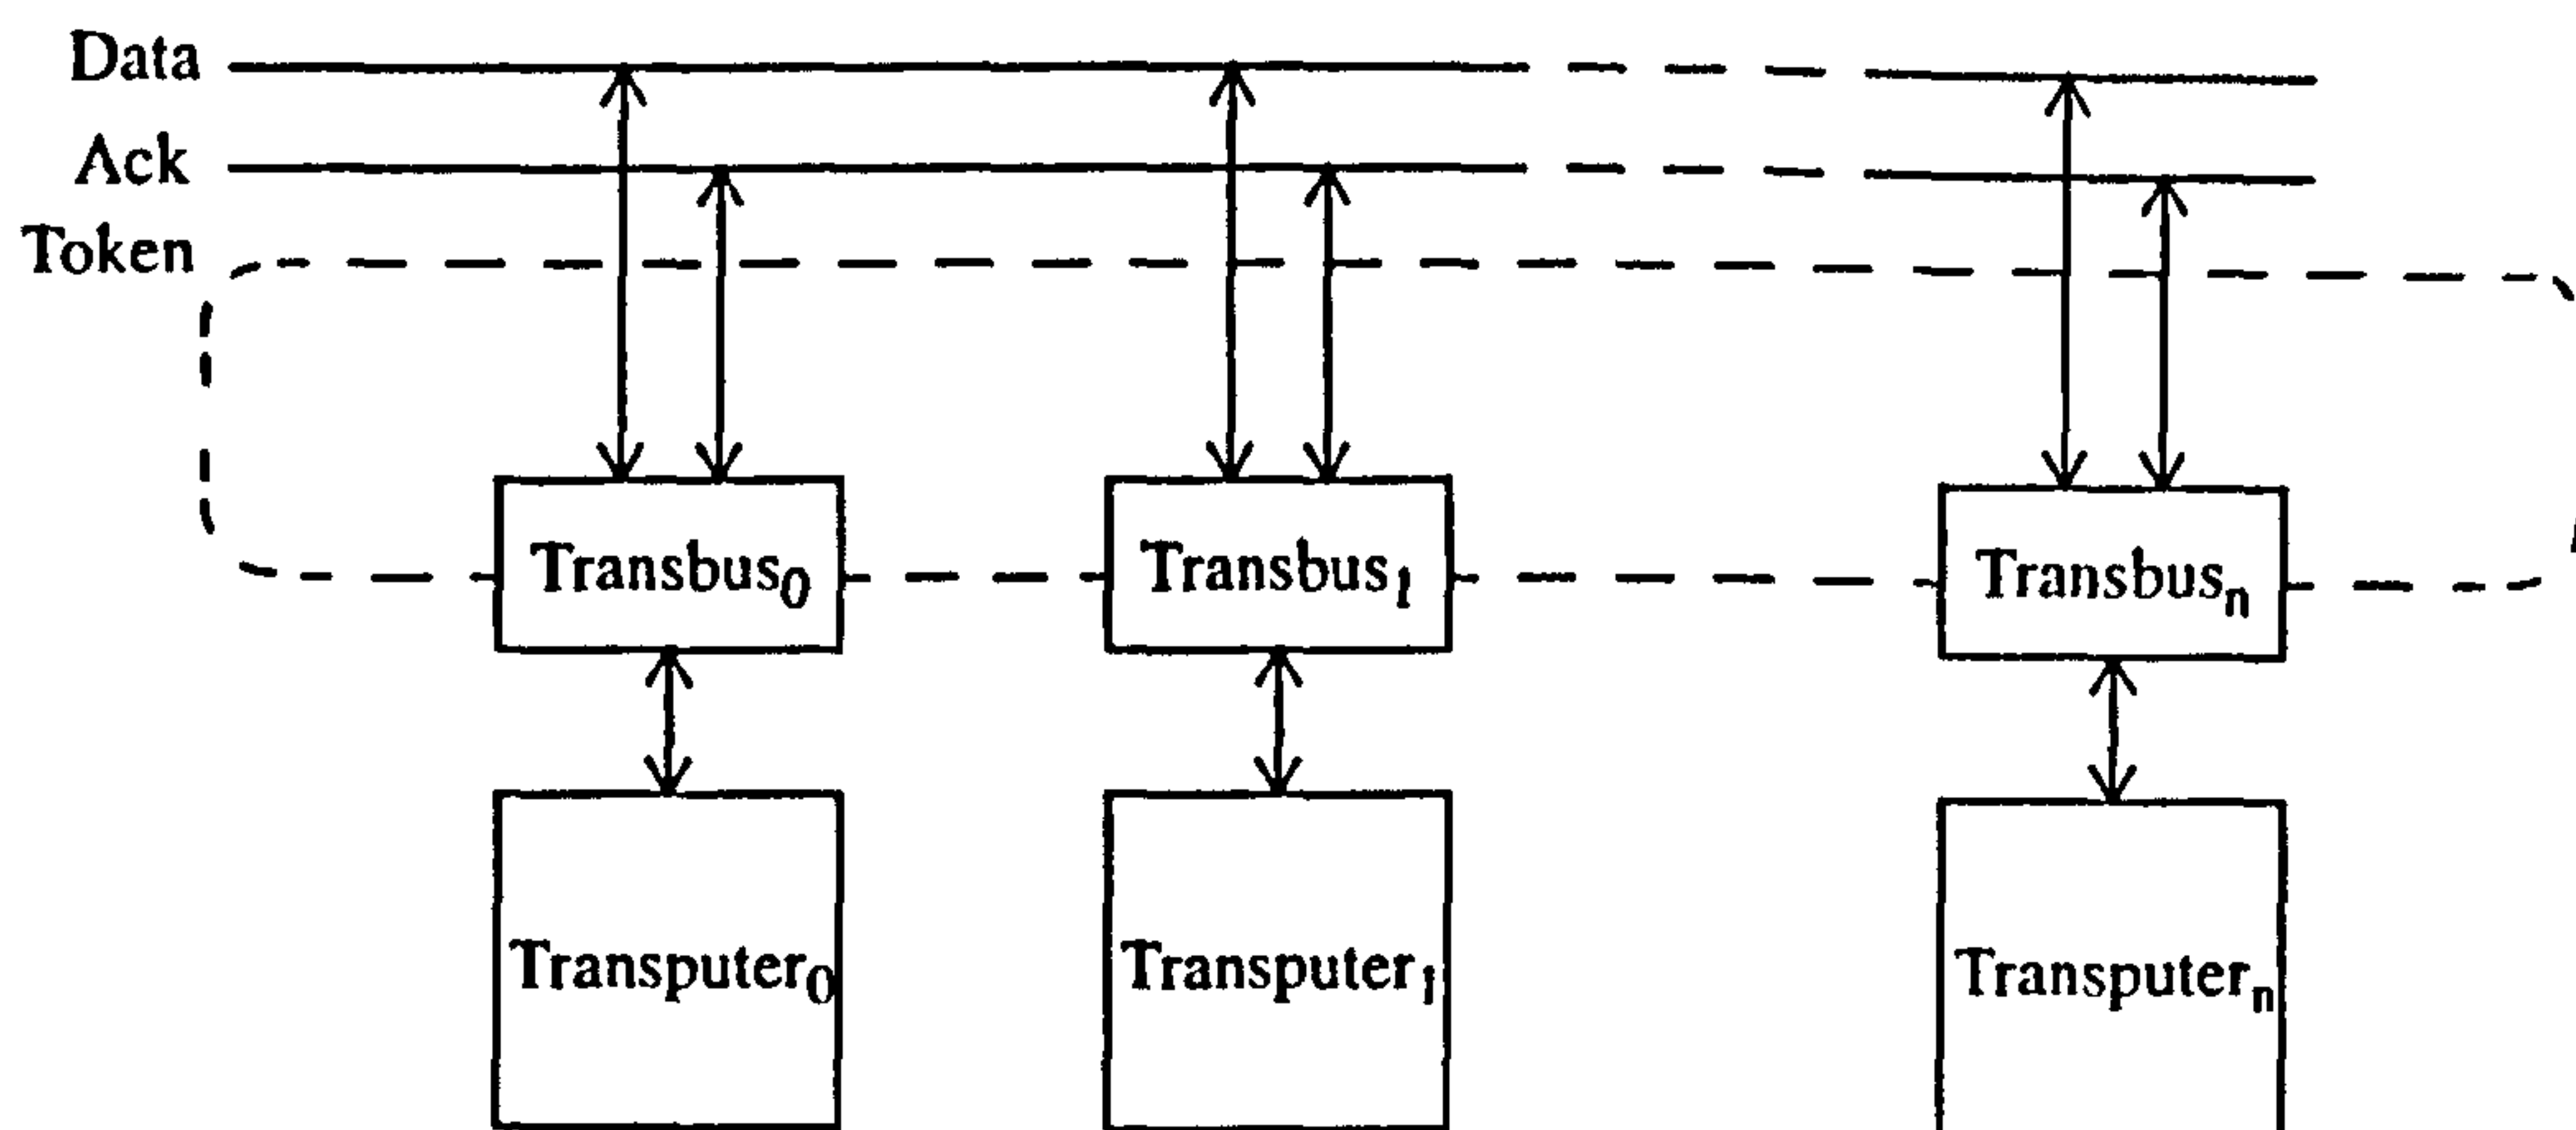 Data
Ack
Token
Transbus₀ Transbus₁ Transbusₙ
Transputer₀ Transputer₁ Transputerₙ